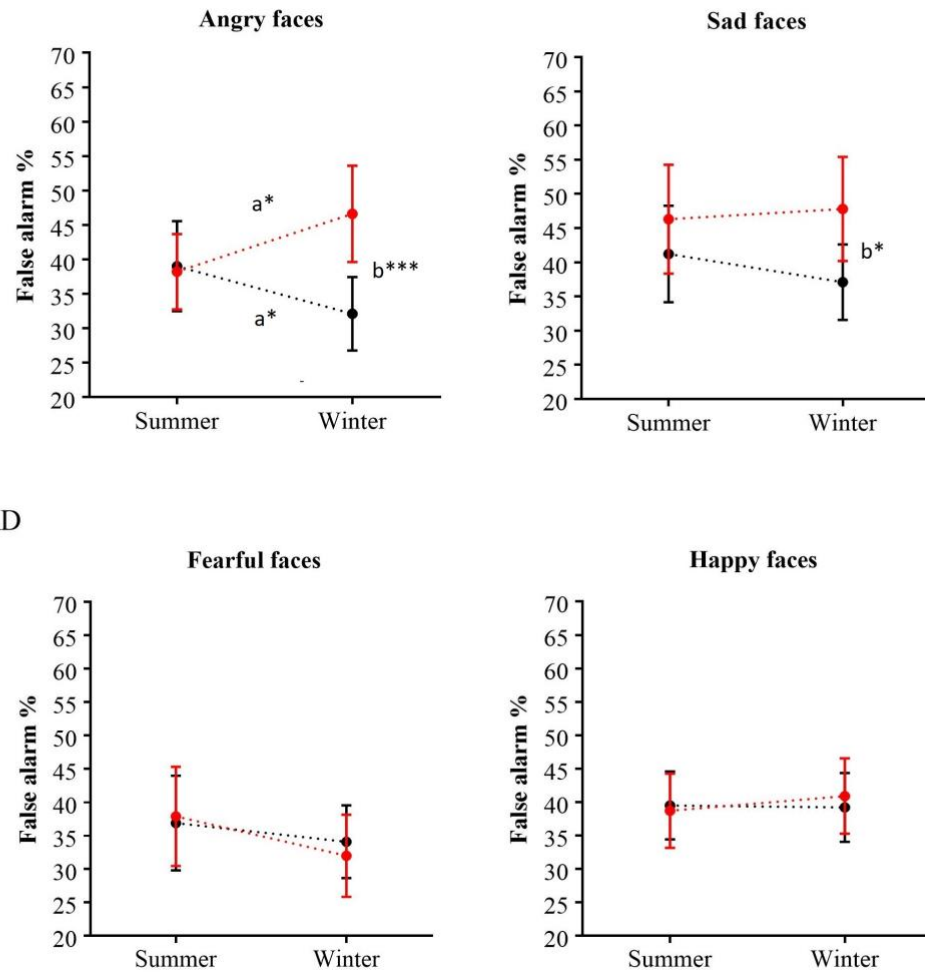 Angry faces
Sad faces
False alarm %
70
65
60
55
50
45
40
35
30
25
20
a*
a*
b***
Summer
Winter
False alarm %
70
65
60
55
50
45
40
35
30
25
20
b*
Summer
Winter
D
Fearful faces
Happy faces
False alarm %
70
65
60
55
50
45
40
35
30
25
20
Summer
Winter
False alarm %
70
65
60
55
50
45
40
35
30
25
20
Summer
Winter